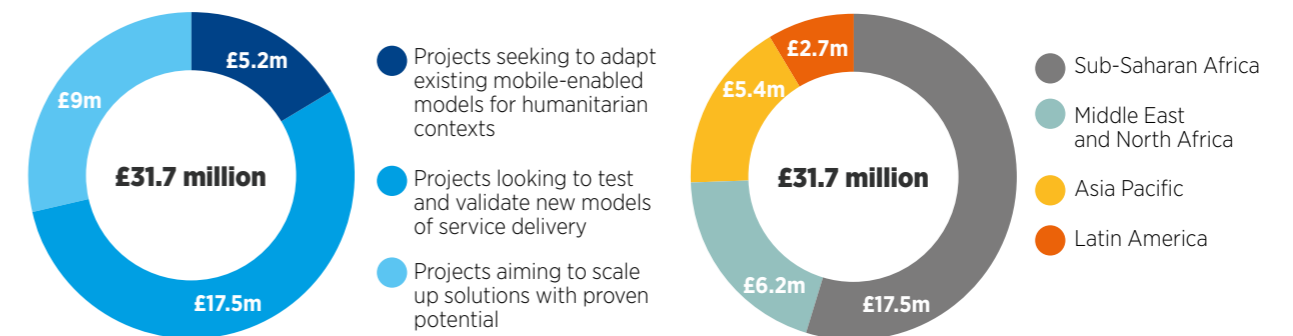 £5.2m
£9m
£31.7 million
£17.5m
Projects seeking to adapt
existing mobile-enabled
models for humanitarian
contexts
Projects looking to test
and validate new models
of service delivery
Projects aiming to scale
up solutions with proven
potential
£2.7m
£5.4m
£31.7 million
£6.2m
£17.5m
Sub-Saharan Africa
Middle East
and North Africa
Asia Pacific
Latin America